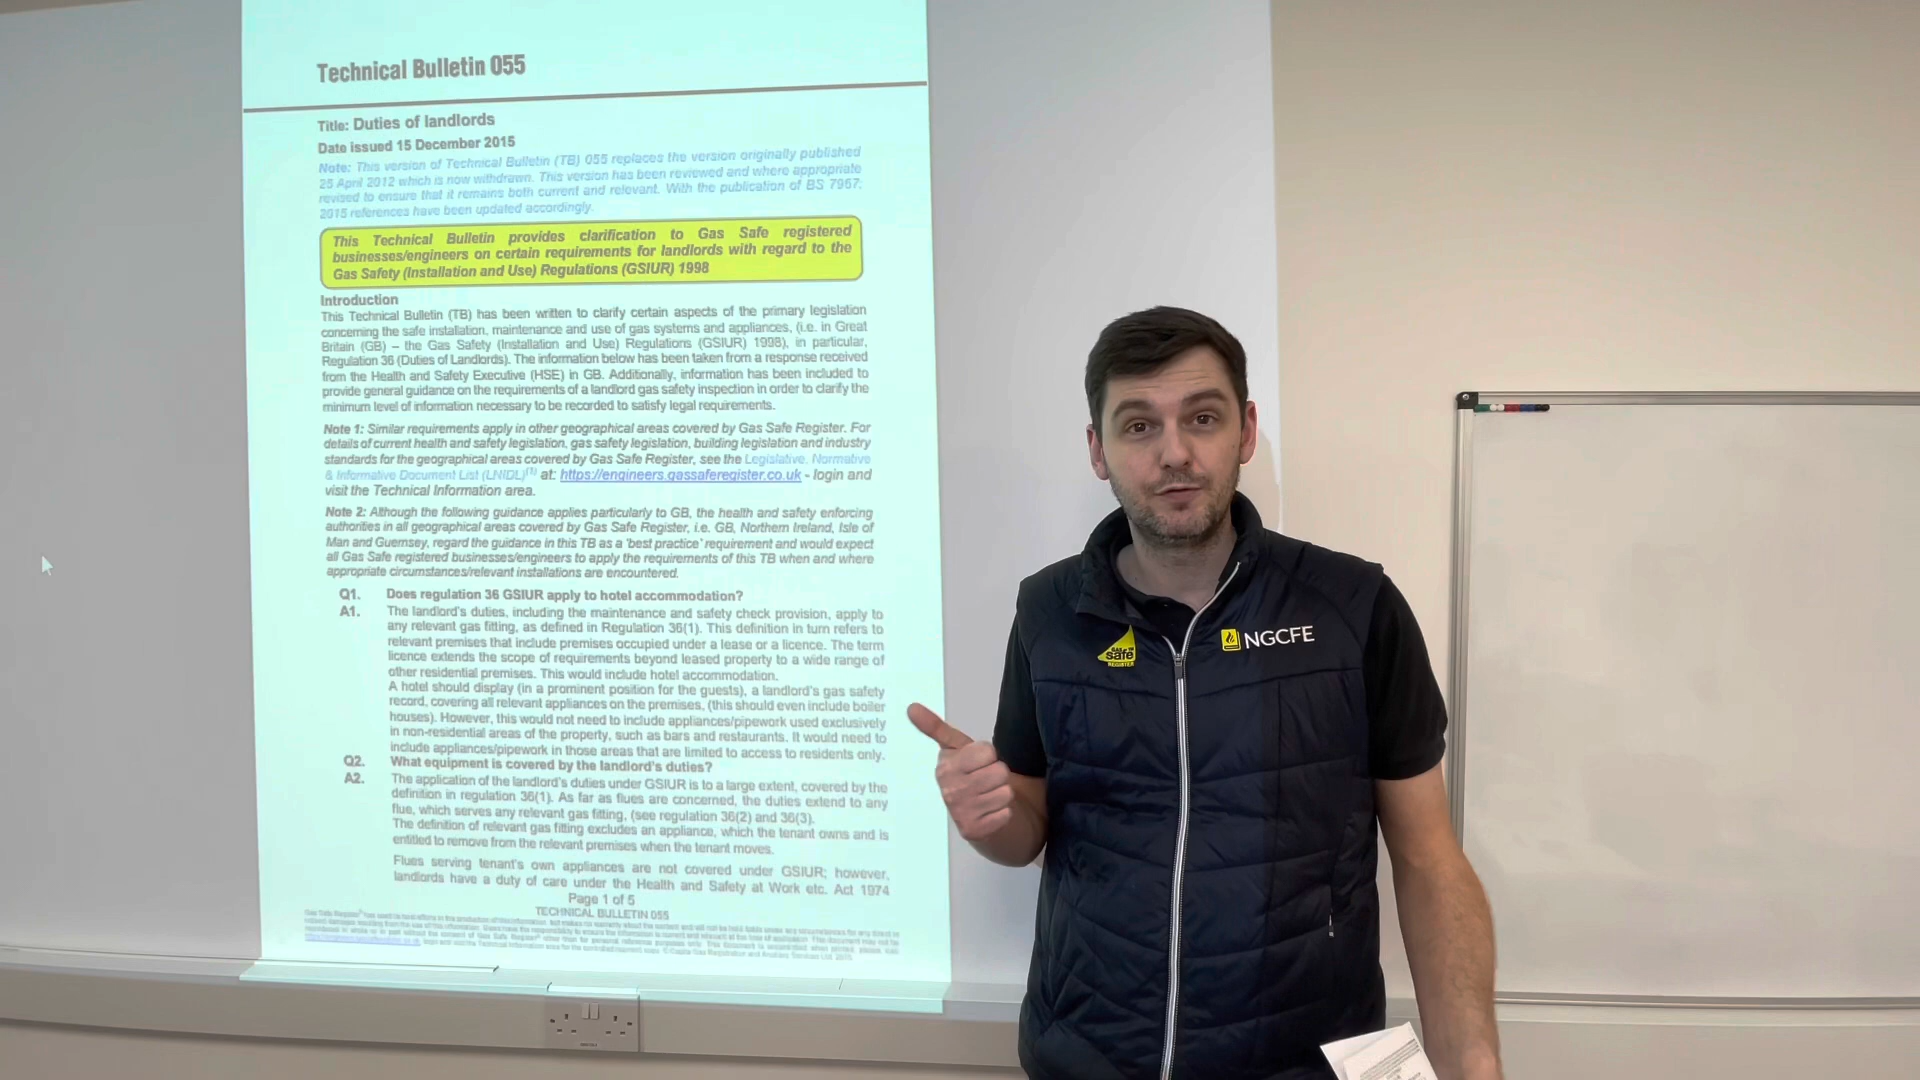 Technical Bulletin 055
Title: Duties of landlords
Date issued 15 December 2015
Note: This version of Technical Bulletin (TB) 055 replaces the version originally published
25 April 2012 which is now withdrawn. This version has been reviewed and where appropriate
revised to ensure that it remains both current and relevant. With the publication of BS 7967:
2015 references have been updated accordingly.
This Technical Bulletin provides clarification to Gas Safe registered
businesses/engineers on certain requirements for landlords with regard to the
Gas Safety (Installation and Use) Regulations (GSIUR) 1998
Introduction
This Technical Bulletin (TB) has been written to clarify certain aspects of the primary legislation
concerning the safe installation, maintenance and use of gas systems and appliances, (i.e. in Great
Britain (GB) – the Gas Safety (Installation and Use) Regulations (GSIUR) 1998), in particular,
Regulation 36 (Duties of Landlords). The information below has been taken from a response received
from the Health and Safety Executive (HSE) in GB. Additionally, information has been included to
provide general guidance on the requirements of a landlord gas safety inspection in order to clarify the
minimum level of information necessary to be recorded to satisfy legal requirements.
Note 1: Similar requirements apply in other geographical areas covered by Gas Safe Register. For
details of current health and safety legislation, gas safety legislation, building legislation and industry
standards for the geographical areas covered by Gas Safe Register, see the Legislative, Normative
& Informative Document List (LNIDL)(1) at: https://engineers.gassaferegister.co.uk - login and
visit the Technical Information area.
Note 2: Although the following guidance applies particularly to GB, the health and safety enforcing
authorities in all geographical areas covered by Gas Safe Register, i.e. GB, Northern Ireland, Isle of
Man and Guernsey, regard the guidance in this TB as a 'best practice' requirement and would expect
all Gas Safe registered businesses/engineers to apply the requirements of this TB when and where
appropriate circumstances/relevant installations are encountered.
Q1. Does regulation 36 GSIUR apply to hotel accommodation?
A1. The landlord's duties, including the maintenance and safety check provision, apply to
any relevant gas fitting, as defined in Regulation 36(1). This definition in turn refers to
relevant premises that include premises occupied under a lease or a licence. The term
licence extends the scope of requirements beyond leased property to a wide range of
other residential premises. This would include hotel accommodation.
A hotel should display (in a prominent position for the guests), a landlord's gas safety
record, covering all relevant appliances on the premises, (this should even include boiler
houses). However, this would not need to include appliances/pipework used exclusively
in non-residential areas of the property, such as bars and restaurants. It would need to
include appliances/pipework in those areas that are limited to access to residents only.
Q2. What equipment is covered by the landlord's duties?
A2. The application of the landlord's duties under GSIUR is to a large extent, covered by the
definition in regulation 36(1). As far as flues are concerned, the duties extend to any
flue, which serves any relevant gas fitting, (see regulation 36(2) and 36(3).
The definition of relevant gas fitting excludes an appliance, which the tenant owns and is
entitled to remove from the relevant premises when the tenant moves.
Flues serving tenant's own appliances are not covered under GSIUR; however,
landlords have a duty of care under the Health and Safety at Work etc. Act 1974
Page 1 of 5
TECHNICAL BULLETIN 055
GAS safe
REGISTER
NGCFE